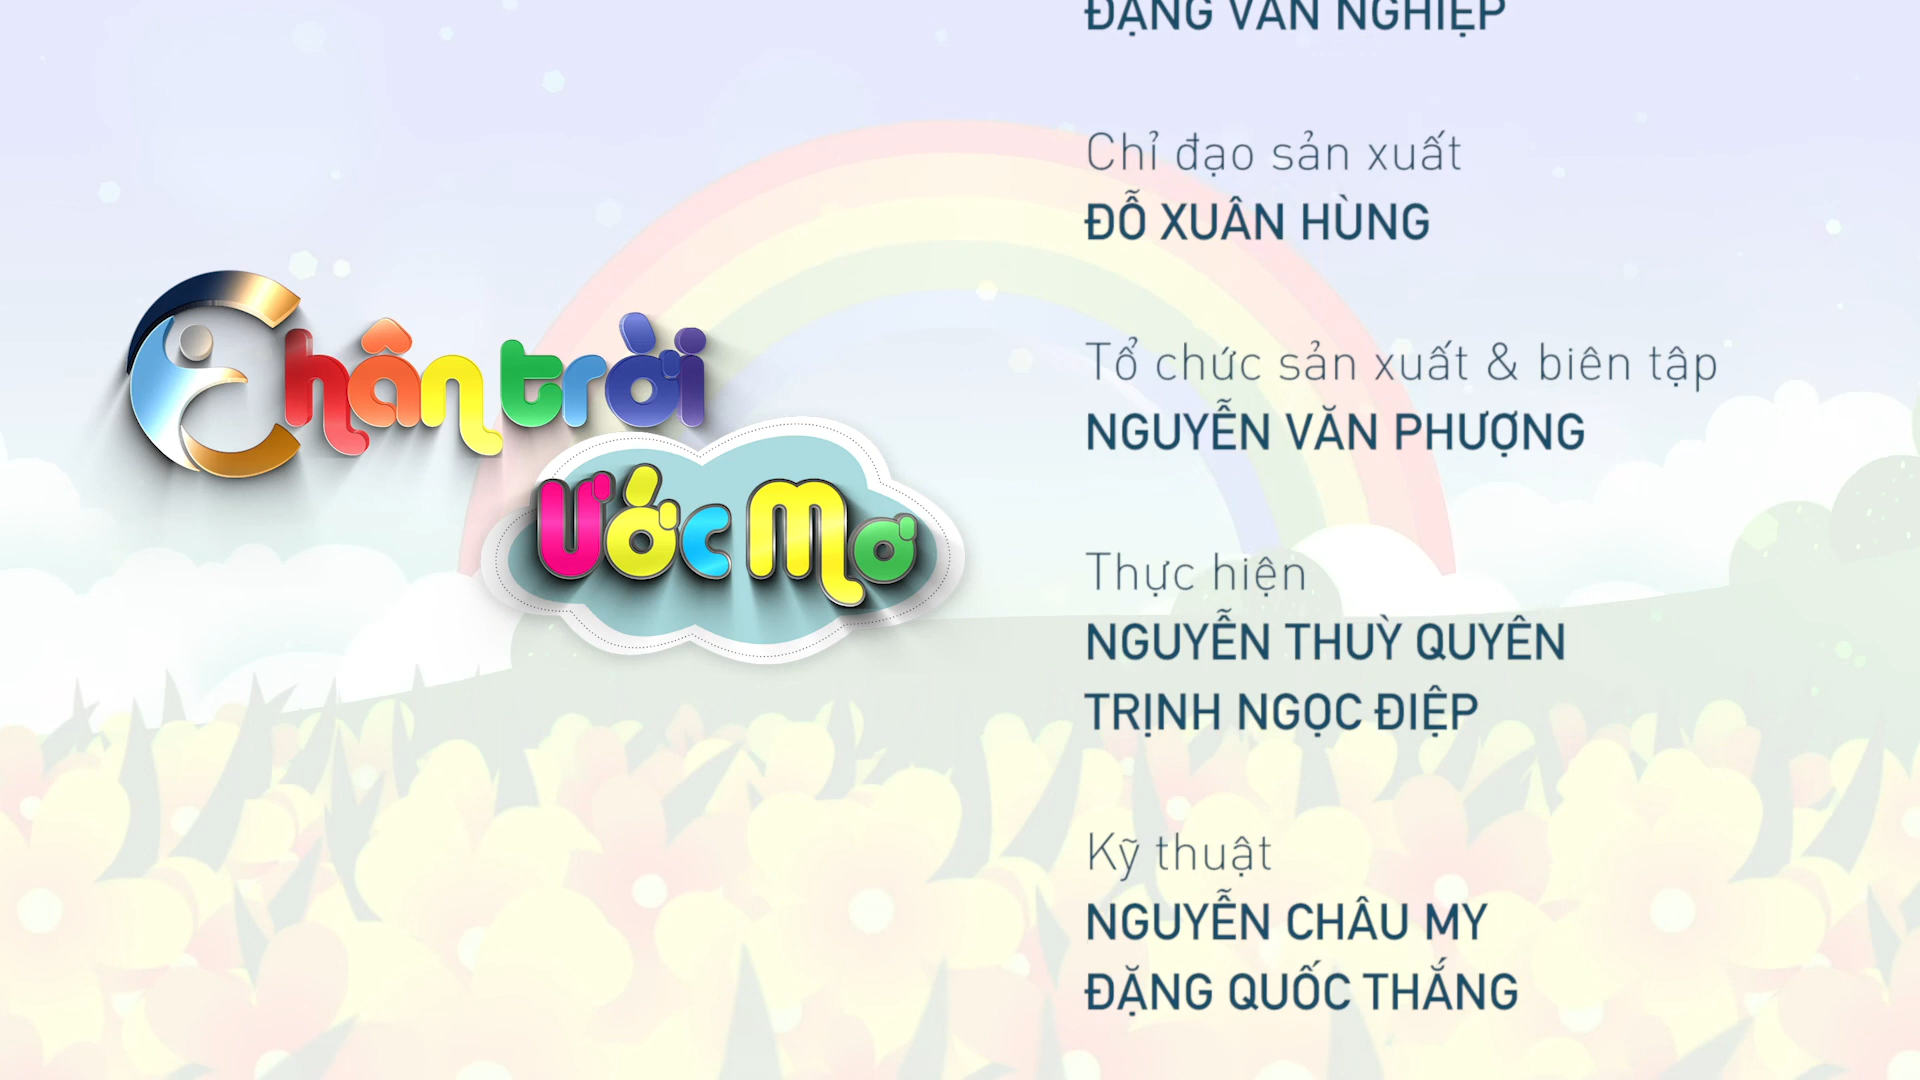 Chân trời
Ước Mơ
ĐẶNG VĂN NGHIỆP
Chỉ đạo sản xuất
ĐỖ XUÂN HÙNG
Tổ chức sản xuất & biên tập
NGUYỄN VĂN PHƯỢNG
Thực hiện
NGUYỄN THUỲ QUYÊN
TRỊNH NGỌC ĐIỆP
Kỹ thuật
NGUYỄN CHÂU MY
ĐẶNG QUỐC THẮNG